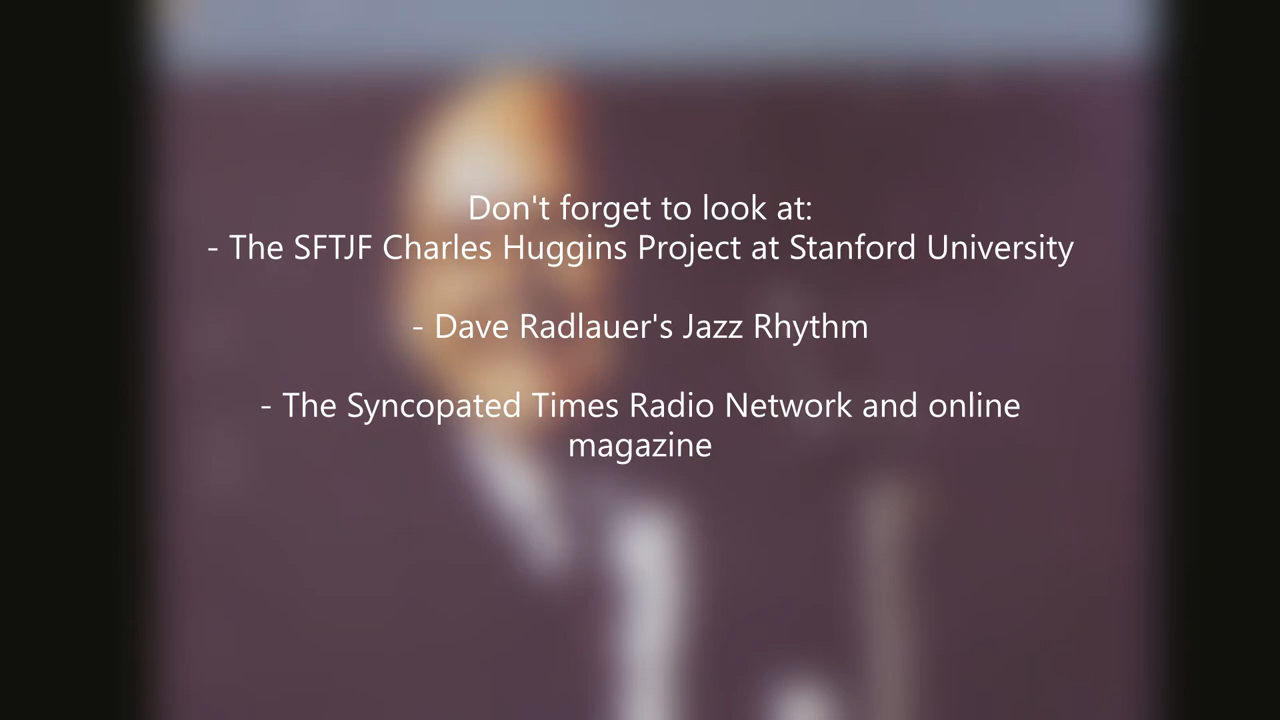 Don't forget to look at:
- The SFTJF Charles Huggins Project at Stanford University
- Dave Radlauer's Jazz Rhythm
- The Syncopated Times Radio Network and online
magazine